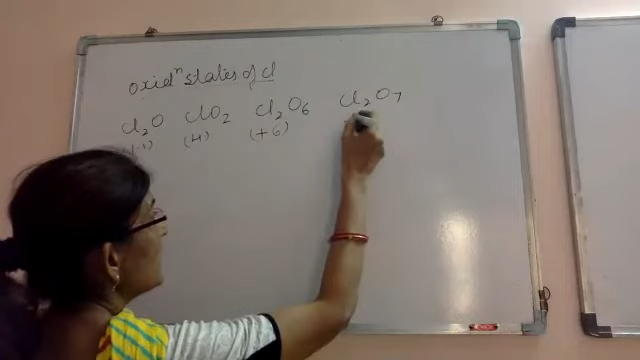 oxidⁿ states of cl
Cl₂O ClO₂ Cl₂O₆ Cl₂O₇
(+1) (4) (+6)